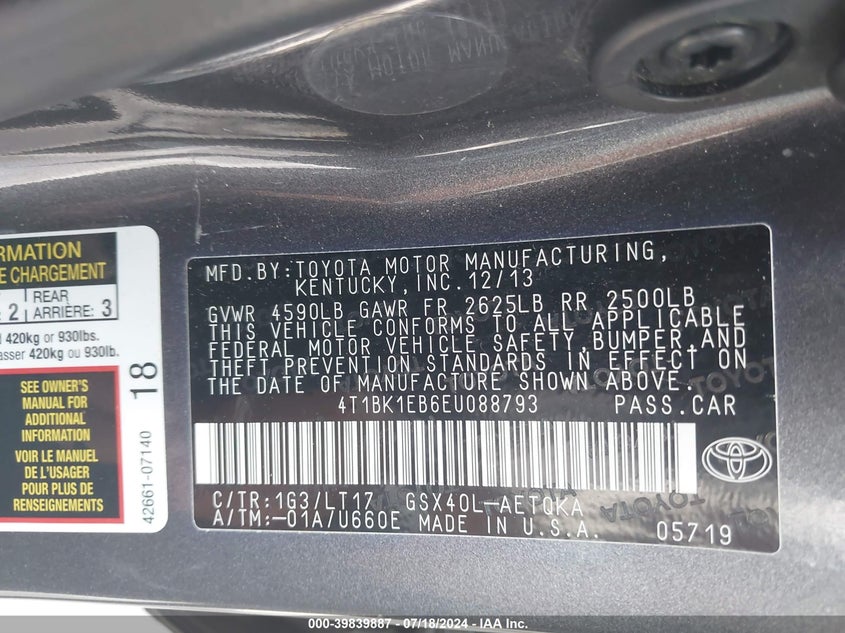 RMATION
E CHARGEMENT
2 REAR
ARRIÈRE: 3
420kg or 930lbs.
asser 420kg ou 930lb.
SEE OWNER'S
MANUAL FOR
ADDITIONAL
INFORMATION
VOIR LE MANUEL
DE L'USAGER
POUR PLUS DE
RENSEIGNEMENTS
18
42661-07140
MFD.BY:TOYOTA MOTOR MANUFACTURING,
KENTUCKY,INC.12/13
GVWR 4590LB GAWR FR 2625LB RR 2500LB
THIS VEHICLE CONFORMS TO ALL APPLICABLE
FEDERAL MOTOR VEHICLE SAFETY,BUMPER,AND
THEFT PREVENTION STANDARDS IN EFFECT ON
THE DATE OF MANUFACTURE SHOWN ABOVE.
4T1BK1EB6EU088793 PASS.CAR
C/TR:1G3/LT17 GSX40L-AETQKA
A/TM:-01A/U660E MADE IN U.S.A.
05719
000-39839887 - 07/18/2024 - IAA Inc.